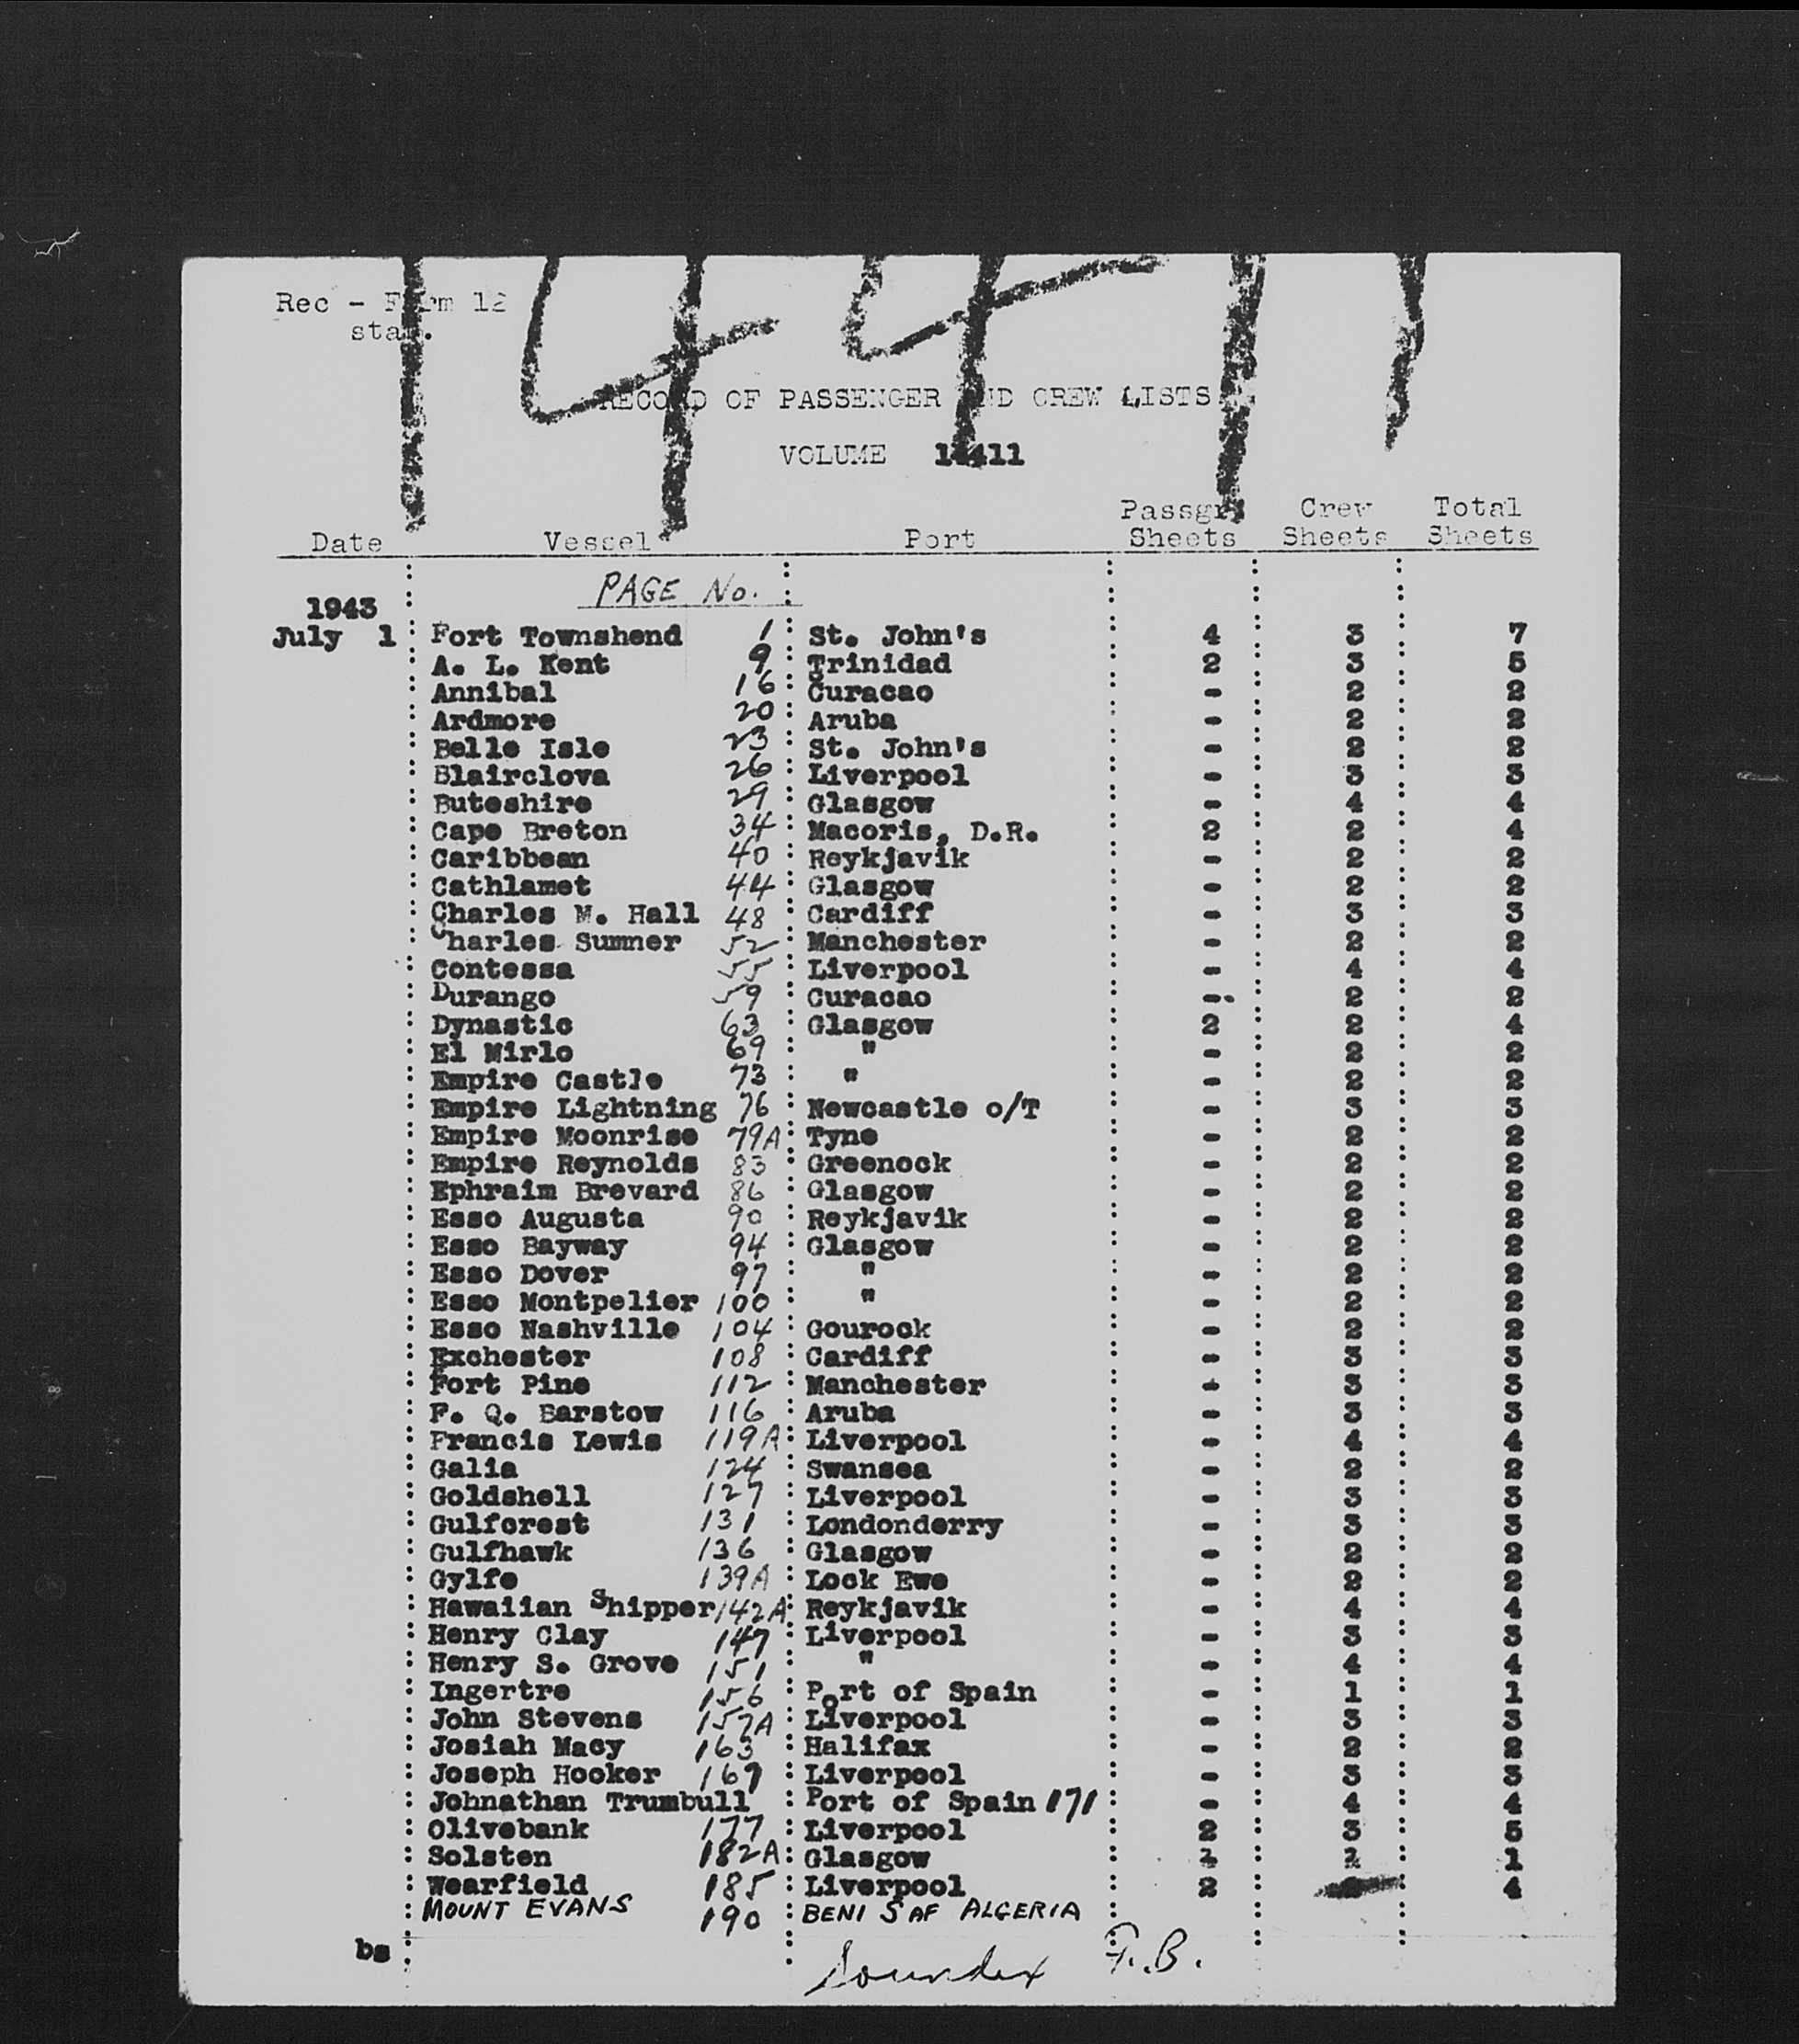 14411
Rec - Form 12
stat.
RECORD OF PASSENGER AND CREW LISTS
VOLUME 14411
Date Vessel Port Passgr Sheets Crew Sheets Total Sheets
PAGE No.
1943
July 1 Fort Townshend 1 St. John's 4 3 7
A. L. Kent 9 Trinidad 2 3 5
Annibal 16 Curacao - 2 2
Ardmore 20 Aruba - 2 2
Belle Isle 23 St. John's - 2 2
Blairclova 26 Liverpool - 3 3
Buteshire 29 Glasgow - 4 4
Cape Breton 34 Macoris, D.R. 2 2 4
Caribbean 40 Reykjavik - 2 2
Cathlamet 44 Glasgow - 2 2
Charles M. Hall 48 Cardiff - 3 3
Charles Sumner 52 Manchester - 2 2
Contessa 55 Liverpool - 4 4
Durango 59 Curacao - 2 2
Dynastic 63 Glasgow 2 2 4
El Mirlo 69 " - 2 2
Empire Castle 73 " - 2 2
Empire Lightning 76 Newcastle o/T - 3 3
Empire Moonrise 79A Tyne - 2 2
Empire Reynolds 83 Greenock - 2 2
Ephraim Brevard 86 Glasgow - 2 2
Esso Augusta 90 Reykjavik - 2 2
Esso Bayway 94 Glasgow - 2 2
Esso Dover 97 " - 2 2
Esso Montpelier 100 " - 2 2
Esso Nashville 104 Gourock - 2 2
Exchester 108 Cardiff - 3 3
Fort Pine 112 Manchester - 3 3
F. Q. Barstow 116 Aruba - 3 3
Francis Lewis 119A Liverpool - 4 4
Galia 124 Swansea - 2 2
Goldshell 127 Liverpool - 3 3
Gulfcrest 131 Londonderry - 3 3
Gulfhawk 136 Glasgow - 2 2
Gylfe 139A Lock Ewe - 2 2
Hawaiian Shipper 142A Reykjavik - 4 4
Henry Clay 147 Liverpool - 3 3
Henry S. Grove 151 " - 4 4
Ingertre 156 Port of Spain - 1 1
John Stevens 157A Liverpool - 3 3
Josiah Macy 163 Halifax - 2 2
Joseph Hooker 167 Liverpool - 3 3
Johnathan Trumbull Port of Spain 171 - 4 4
Olivebank 177 Liverpool 2 3 5
Solsten 182A Glasgow 1
Wearfield 185 Liverpool 2 4
MOUNT EVANS 190 BENI SAF ALGERIA
bs
Soundex F.B.